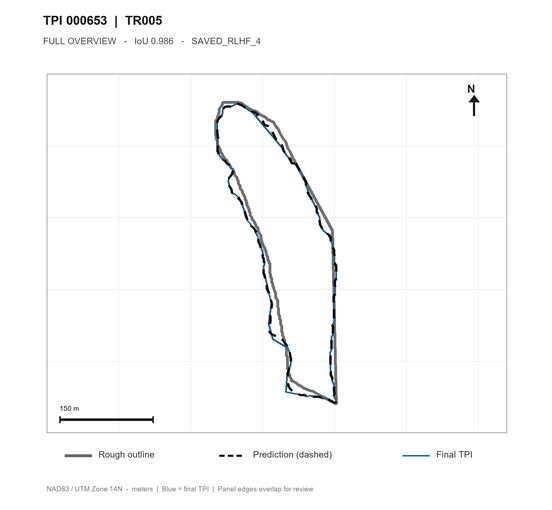 TPI 000653 | TR005
FULL OVERVIEW - IoU 0.986 - SAVED_RLHF_4
N
150 m
Rough outline
Prediction (dashed)
Final TPI
NAD83 / UTM Zone 14N - meters | Blue = final TPI | Panel edges overlap for review